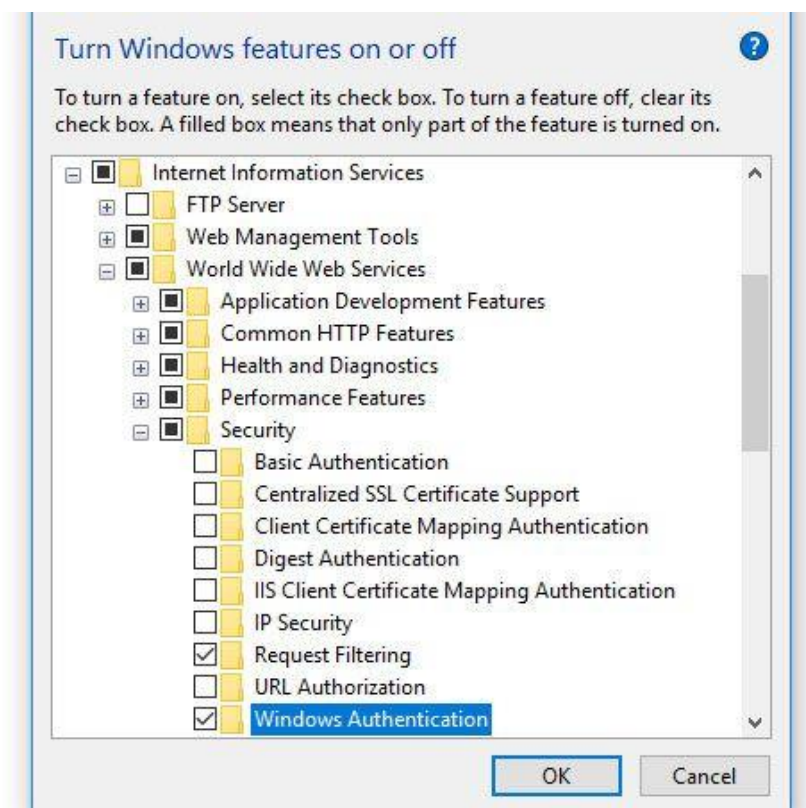 Turn Windows features on or off
?
To turn a feature on, select its check box. To turn a feature off, clear its
check box. A filled box means that only part of the feature is turned on.
Internet Information Services
FTP Server
Web Management Tools
World Wide Web Services
Application Development Features
Common HTTP Features
Health and Diagnostics
Performance Features
Security
Basic Authentication
Centralized SSL Certificate Support
Client Certificate Mapping Authentication
Digest Authentication
IIS Client Certificate Mapping Authentication
IP Security
Request Filtering
URL Authorization
Windows Authentication
OK Cancel